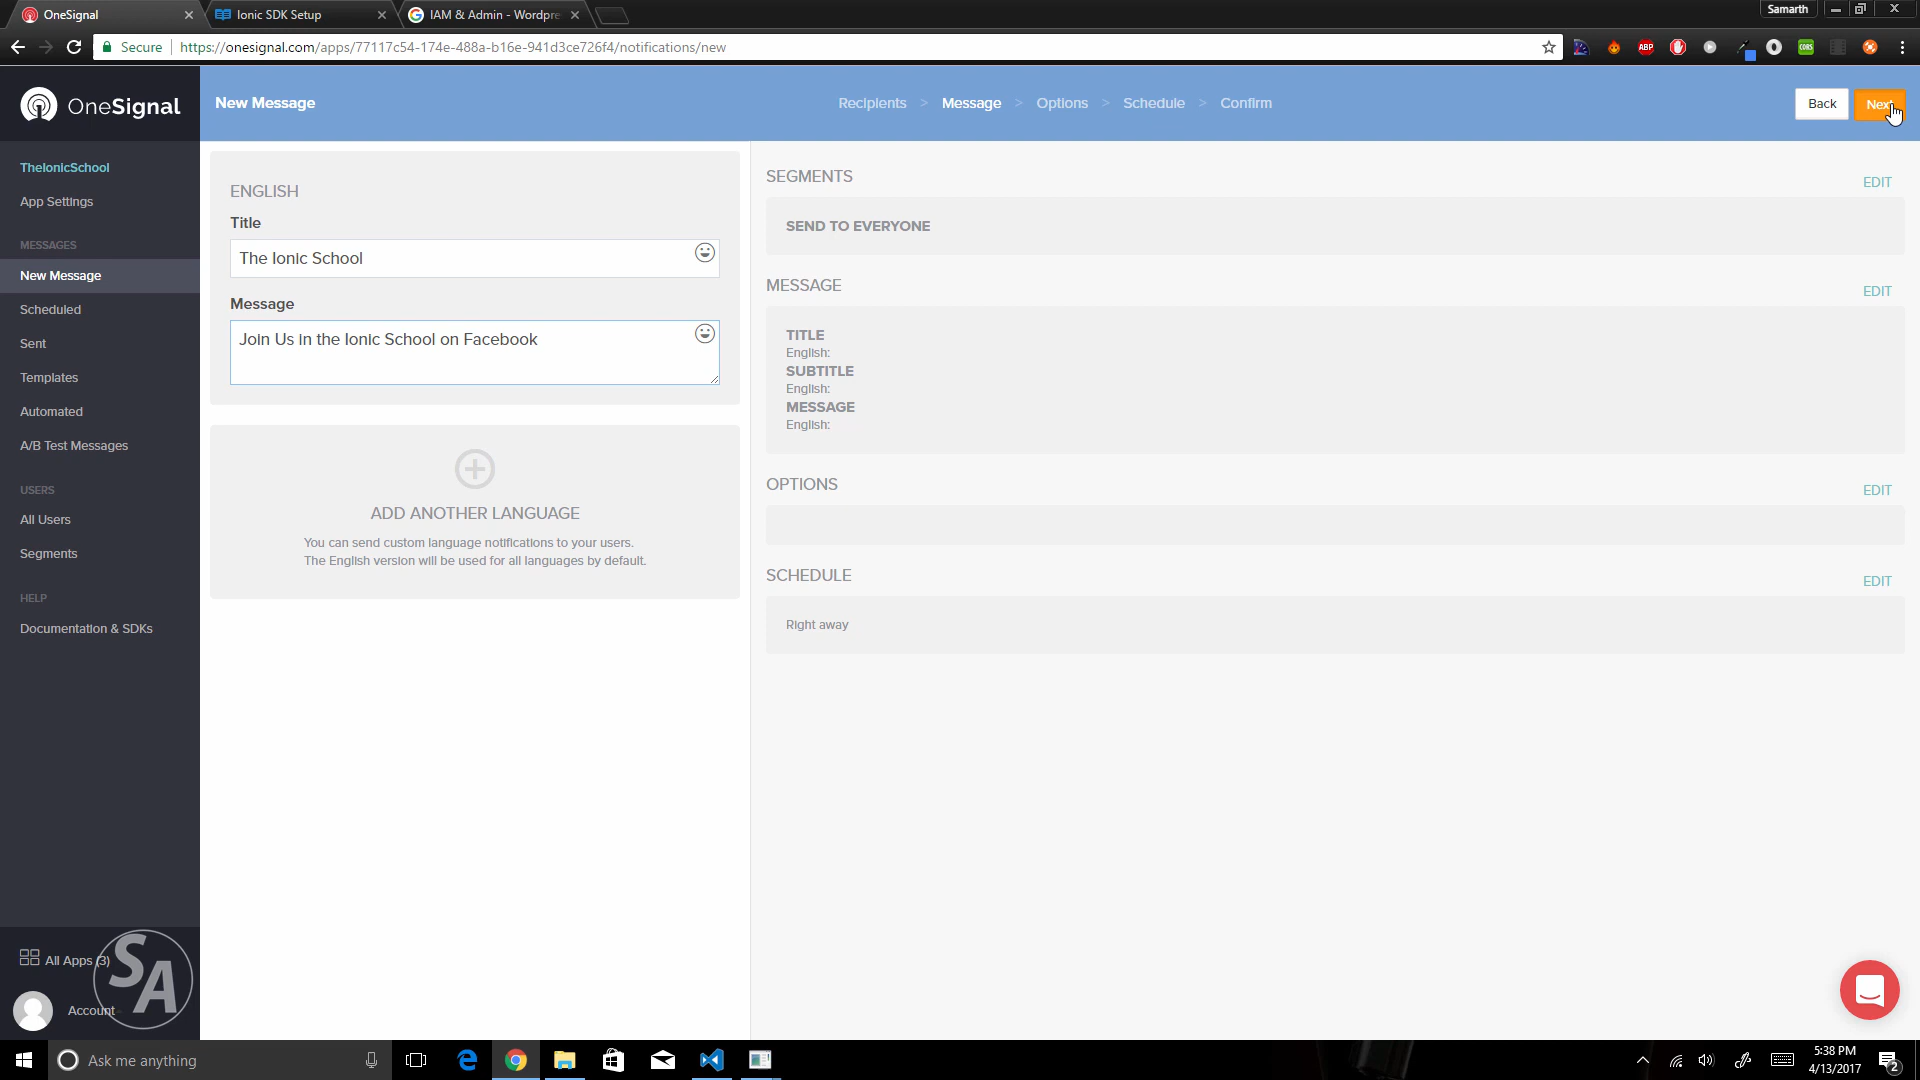 OneSignal
Ionic SDK Setup
IAM & Admin - Wordpre
Samarth
Secure
https://onesignal.com/apps/77117c54-174e-488a-b16e-941d3ce726f4/notifications/new
ABP
CORS
OneSignal
New Message
Recipients > Message > Options > Schedule > Confirm
Back
Next
TheIonicSchool
App Settings
MESSAGES
New Message
Scheduled
Sent
Templates
Automated
A/B Test Messages
USERS
All Users
Segments
HELP
Documentation & SDKs
All Apps (3)
SA
Account
ENGLISH
Title
The Ionic School
Message
Join Us in the Ionic School on Facebook
ADD ANOTHER LANGUAGE
You can send custom language notifications to your users.
The English version will be used for all languages by default.
SEGMENTS
EDIT
SEND TO EVERYONE
MESSAGE
EDIT
TITLE
English:
SUBTITLE
English:
MESSAGE
English:
OPTIONS
EDIT
SCHEDULE
EDIT
Right away
Ask me anything
5:38 PM
4/13/2017
2